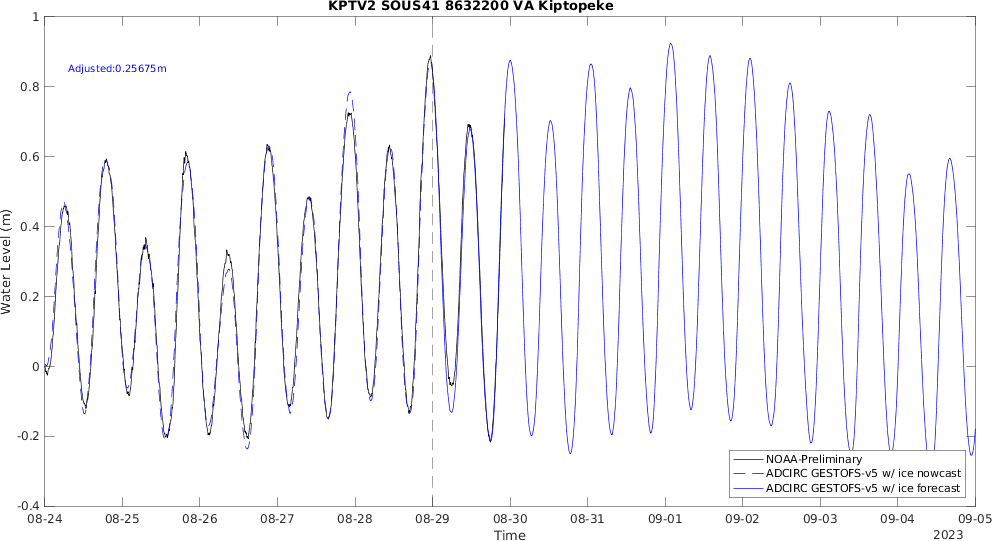 KPTV2 SOUS41 8632200 VA Kiptopeke
Adjusted:0.25675m
Water Level (m)
1
0.8
0.6
0.4
0.2
0
-0.2
-0.4
NOAA-Preliminary
ADCIRC GESTOFS-v5 w/ ice nowcast
ADCIRC GESTOFS-v5 w/ ice forecast
08-24 08-25 08-26 08-27 08-28 08-29 08-30 08-31 09-01 09-02 09-03 09-04 09-05
Time
2023